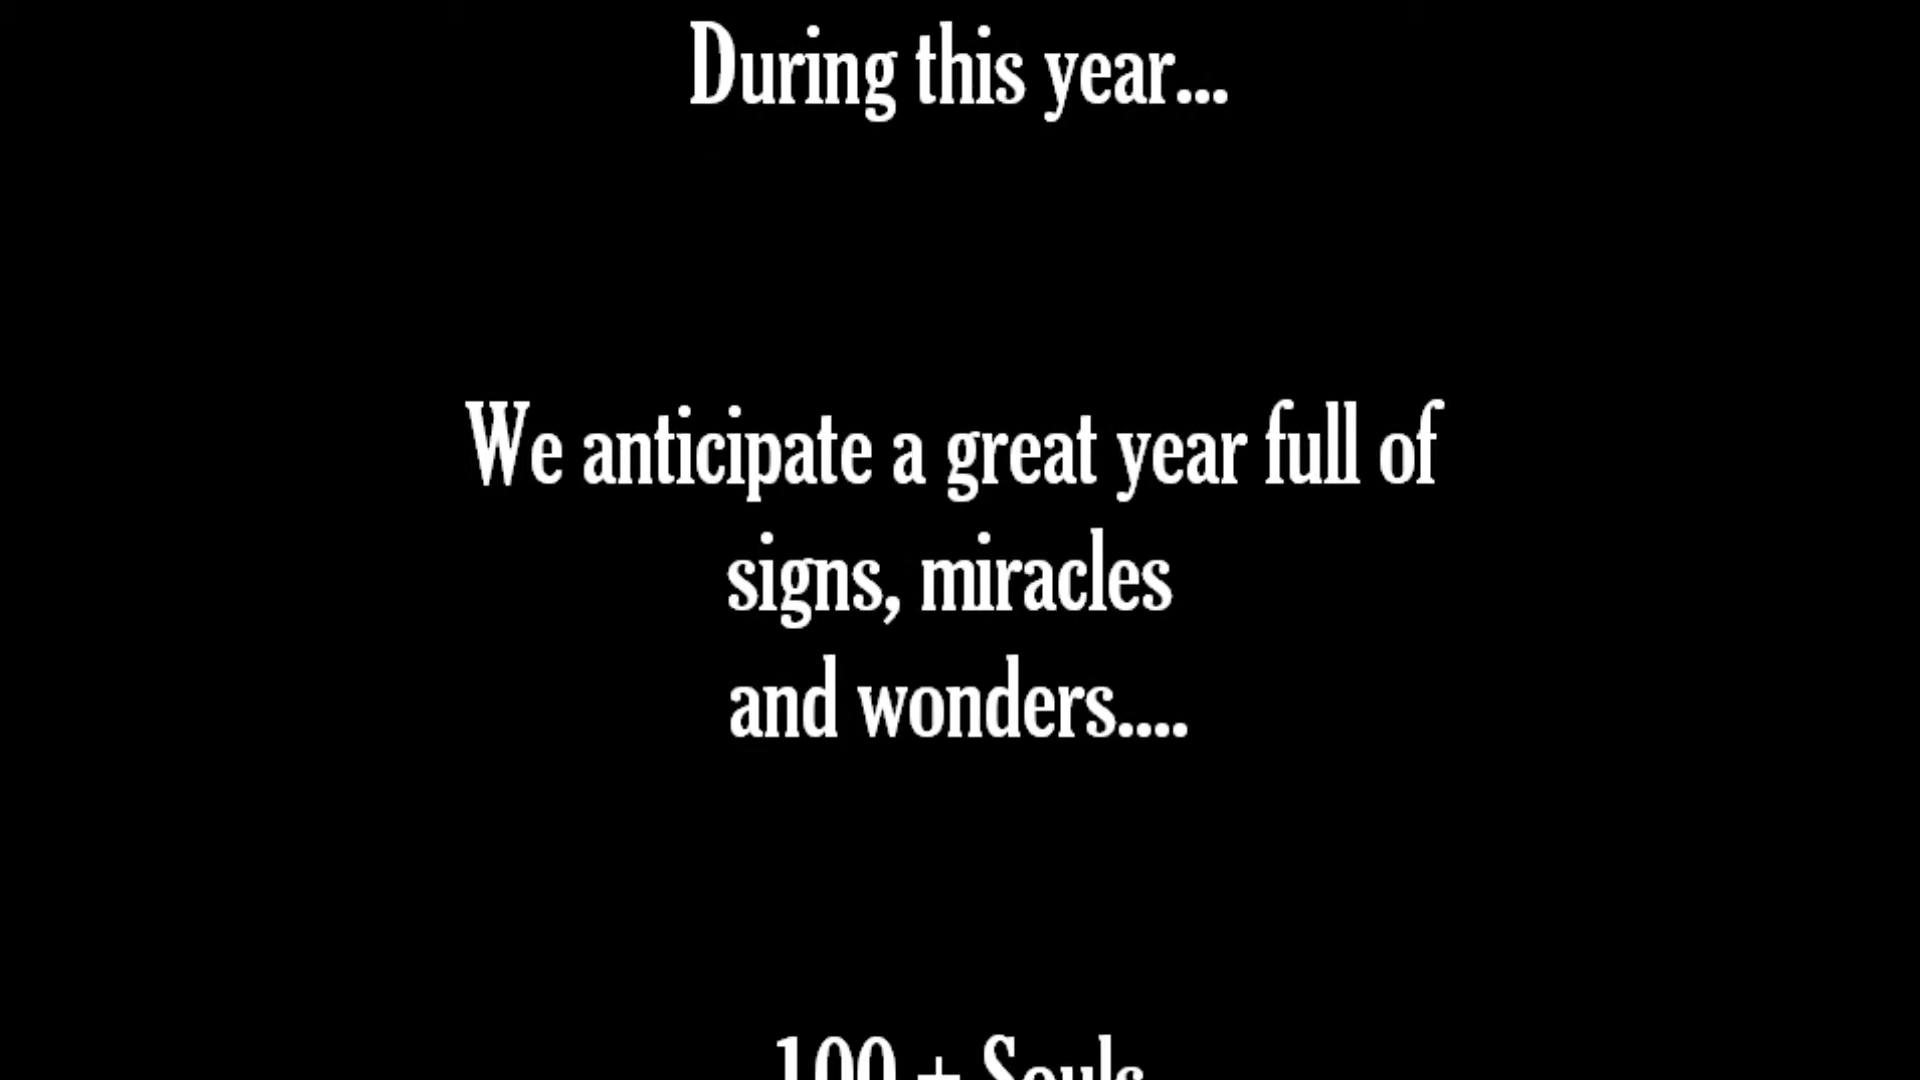 During this year...
We anticipate a great year full of
signs, miracles
and wonders....
100 + Souls